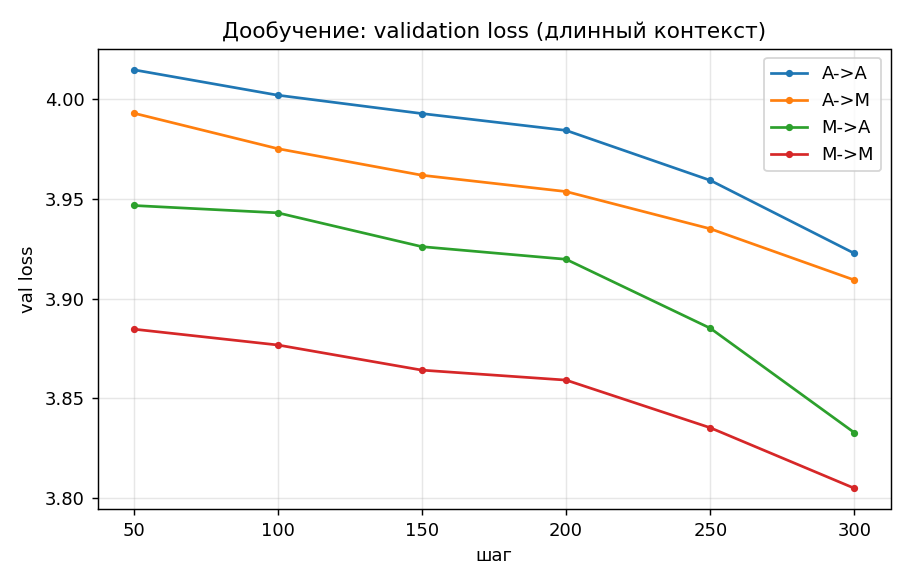 Дообучение: validation loss (длинный контекст)
A->A
A->M
M->A
M->M
4.00
3.95
3.90
3.85
3.80
val loss
50 100 150 200 250 300
шаг